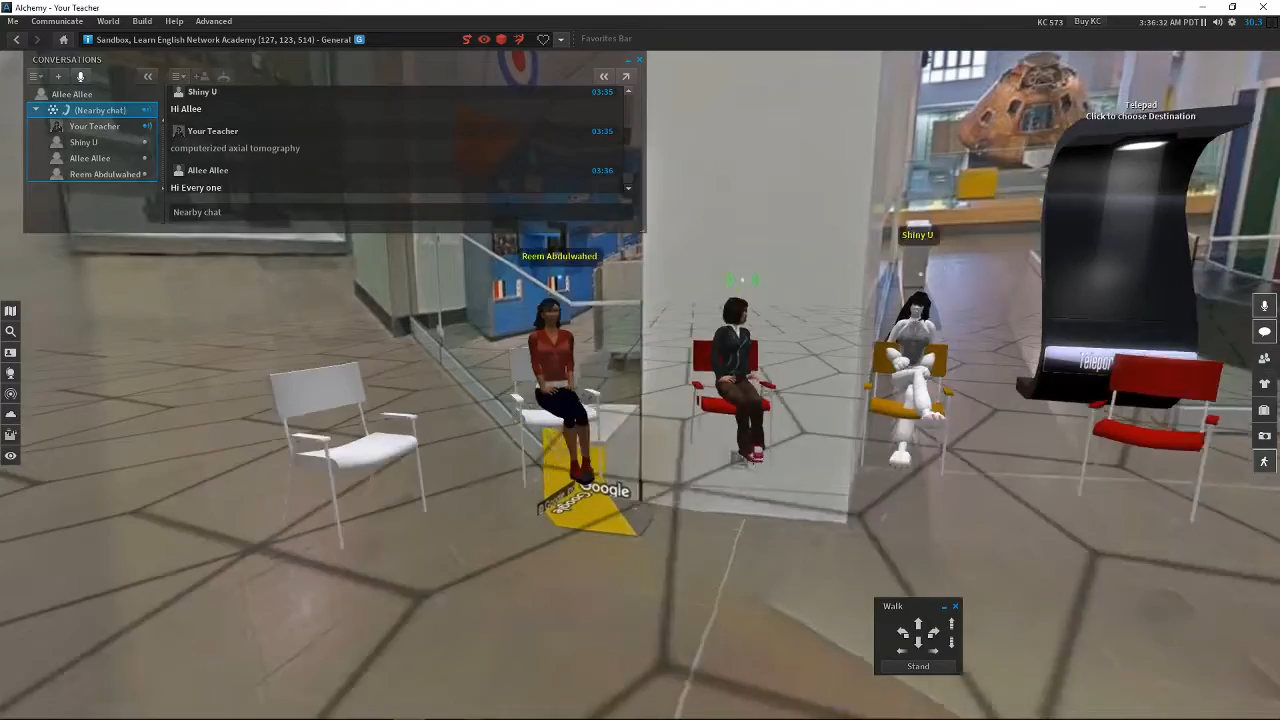 Alchemy - Your Teacher
Me Communicate World Build Help Advanced
KC 573 Buy KC 3:36:32 AM PDT 30.3
Sandbox, Learn English Network Academy (127, 123, 514) - General G
Favorites Bar
CONVERSATIONS
Allee Allee
(Nearby chat)
Your Teacher
Shiny U
Allee Allee
Reem Abdulwahed
Shiny U 03:35
Hi Allee
Your Teacher 03:35
computerized axial tomography
Allee Allee 03:36
Hi Every one
Nearby chat
Telepad
Click to choose Destination
Shiny U
Reem Abdulwahed
Google
Google
Walk
Stand